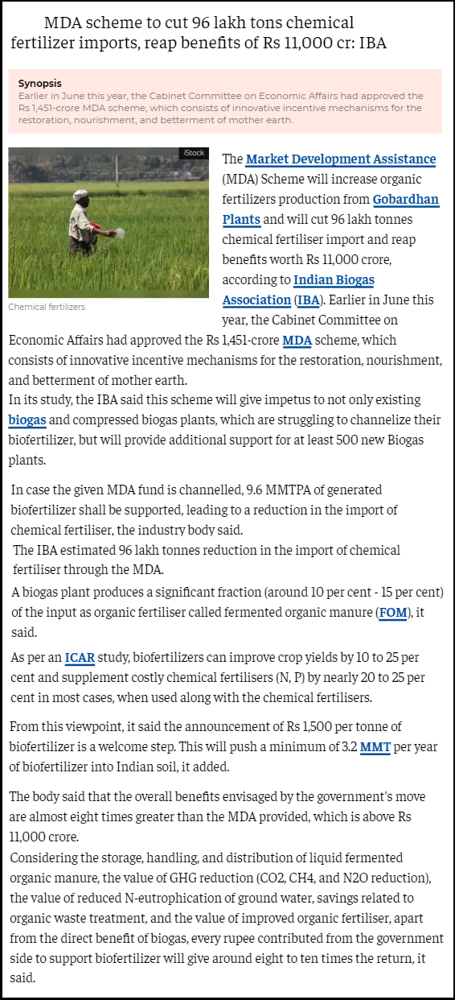 MDA scheme to cut 96 lakh tons chemical
fertilizer imports, reap benefits of Rs 11,000 cr: IBA
Synopsis
Earlier in June this year, the Cabinet Committee on Economic Affairs had approved the
Rs 1,451-crore MDA scheme, which consists of innovative incentive mechanisms for the
restoration, nourishment, and betterment of mother earth.
iStock
Chemical fertilizers
The Market Development Assistance
(MDA) Scheme will increase organic
fertilizers production from Gobardhan
Plants and will cut 96 lakh tonnes
chemical fertiliser import and reap
benefits worth Rs 11,000 crore,
according to Indian Biogas
Association (IBA). Earlier in June this
year, the Cabinet Committee on
Economic Affairs had approved the Rs 1,451-crore MDA scheme, which
consists of innovative incentive mechanisms for the restoration, nourishment,
and betterment of mother earth.
In its study, the IBA said this scheme will give impetus to not only existing
biogas and compressed biogas plants, which are struggling to channelize their
biofertilizer, but will provide additional support for at least 500 new Biogas
plants.
In case the given MDA fund is channelled, 9.6 MMTPA of generated
biofertilizer shall be supported, leading to a reduction in the import of
chemical fertiliser, the industry body said.
The IBA estimated 96 lakh tonnes reduction in the import of chemical
fertiliser through the MDA.
A biogas plant produces a significant fraction (around 10 per cent - 15 per cent)
of the input as organic fertiliser called fermented organic manure (FOM), it
said.
As per an ICAR study, biofertilizers can improve crop yields by 10 to 25 per
cent and supplement costly chemical fertilisers (N, P) by nearly 20 to 25 per
cent in most cases, when used along with the chemical fertilisers.
From this viewpoint, it said the announcement of Rs 1,500 per tonne of
biofertilizer is a welcome step. This will push a minimum of 3.2 MMT per year
of biofertilizer into Indian soil, it added.
The body said that the overall benefits envisaged by the government's move
are almost eight times greater than the MDA provided, which is above Rs
11,000 crore.
Considering the storage, handling, and distribution of liquid fermented
organic manure, the value of GHG reduction (CO2, CH4, and N2O reduction),
the value of reduced N-eutrophication of ground water, savings related to
organic waste treatment, and the value of improved organic fertiliser, apart
from the direct benefit of biogas, every rupee contributed from the government
side to support biofertilizer will give around eight to ten times the return, it
said.